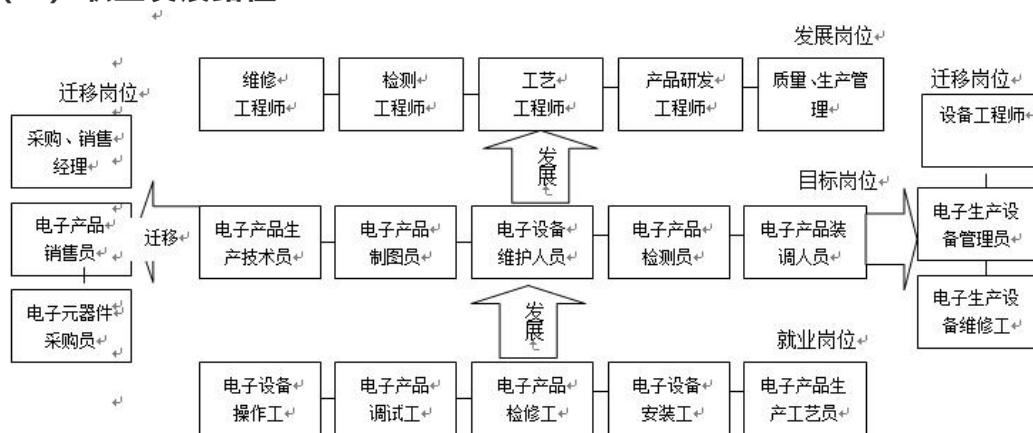 发展岗位
维修
工程师
检测
工程师
工艺
工程师
产品研发
工程师
质量、生产管
理
迁移岗位
采购、销售
经理
电子产品
销售员
电子元器件
采购员
迁移
迁移岗位
设备工程师
电子生产设
备管理员
电子生产设
备维修工
发展
目标岗位
电子产品生
产技术员
电子产品
制图员
电子设备
维护人员
电子产品
检测员
电子产品装
调人员
发展
就业岗位
电子设备
操作工
电子产品
调试工
电子产品
检修工
电子设备
安装工
电子产品生
产工艺员